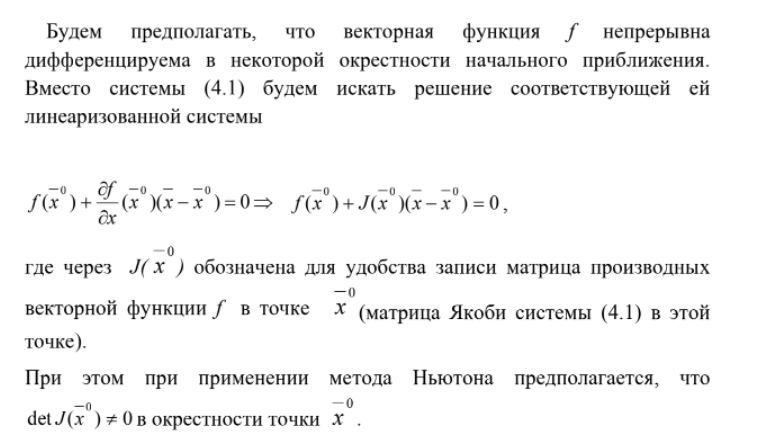 Будем предполагать, что векторная функция f непрерывна
дифференцируема в некоторой окрестности начального приближения.
Вместо системы (4.1) будем искать решение соответствующей ей
линеаризованной системы
f(x̄⁰) + ∂f/∂x (x̄⁰)(x̄ − x̄⁰) = 0 ⇒ f(x̄⁰) + J(x̄⁰)(x̄ − x̄⁰) = 0,
где через J(x̄⁰) обозначена для удобства записи матрица производных
векторной функции f в точке x̄⁰ (матрица Якоби системы (4.1) в этой
точке).
При этом при применении метода Ньютона предполагается, что
det J(x̄⁰) ≠ 0 в окрестности точки x̄⁰.